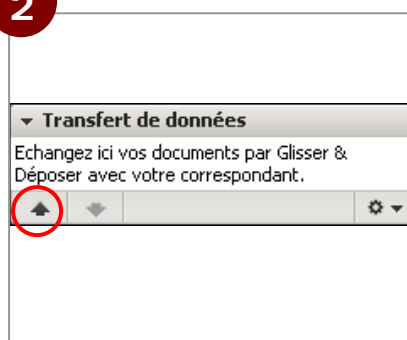 2
Transfert de données
Echangez ici vos documents par Glisser &
Déposer avec votre correspondant.